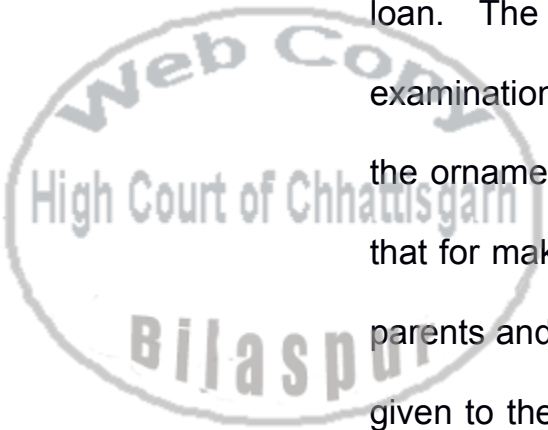 loan. The
examination
the orname
that for mak
parents and
given to the
Web Copy
High Court of Chhattisgarh
Bilaspur